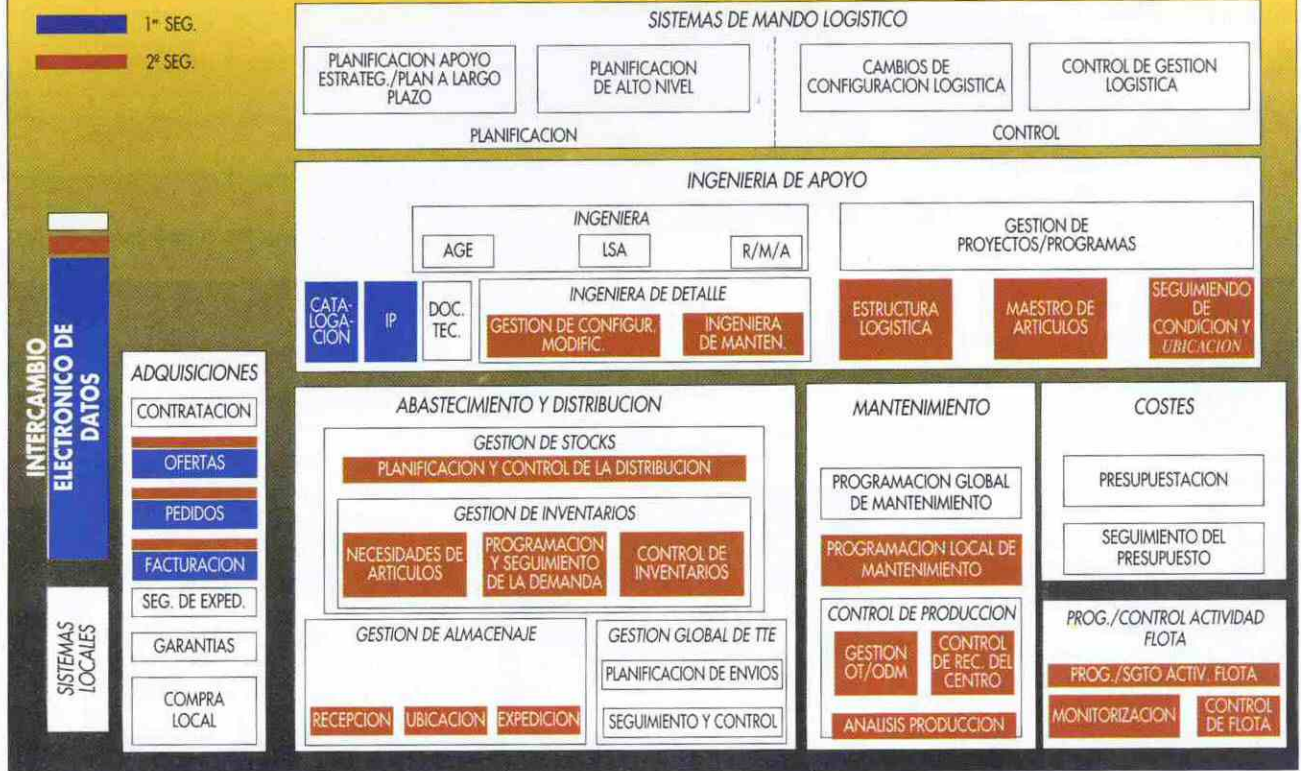 1er SEG.
2º SEG.
SISTEMAS DE MANDO LOGISTICO
PLANIFICACION APOYO
ESTRATEG./PLAN A LARGO
PLAZO
PLANIFICACION
DE ALTO NIVEL
CAMBIOS DE
CONFIGURACION LOGISTICA
CONTROL DE GESTION
LOGISTICA
PLANIFICACION
CONTROL
INGENIERIA DE APOYO
INGENIERA
AGE
LSA
R/M/A
GESTION DE
PROYECTOS/PROGRAMAS
CATA-
LOGA-
CION
IP
DOC.
TEC.
INGENIERA DE DETALLE
GESTION DE CONFIGUR.
MODIFIC.
INGENIERA
DE MANTEN.
ESTRUCTURA
LOGISTICA
MAESTRO DE
ARTICULOS
SEGUIMIENDO
DE
CONDICION Y
UBICACION
INTERCAMBIO
ELECTRONICO DE
DATOS
SISTEMAS
LOCALES
ADQUISICIONES
CONTRATACION
OFERTAS
PEDIDOS
FACTURACION
SEG. DE EXPED.
GARANTIAS
COMPRA
LOCAL
ABASTECIMIENTO Y DISTRIBUCION
GESTION DE STOCKS
PLANIFICACION Y CONTROL DE LA DISTRIBUCION
GESTION DE INVENTARIOS
NECESIDADES DE
ARTICULOS
PROGRAMACION
Y SEGUIMIENTO
DE LA DEMANDA
CONTROL DE
INVENTARIOS
GESTION DE ALMACENAJE
RECEPCION
UBICACION
EXPEDICION
GESTION GLOBAL DE TTE
PLANIFICACION DE ENVIOS
SEGUIMIENTO Y CONTROL
MANTENIMIENTO
PROGRAMACION GLOBAL
DE MANTENIMIENTO
PROGRAMACION LOCAL DE
MANTENIMIENTO
CONTROL DE PRODUCCION
GESTION
OT/ODM
CONTROL
DE REC. DEL
CENTRO
ANALISIS PRODUCCION
COSTES
PRESUPUESTACION
SEGUIMIENTO DEL
PRESUPUESTO
PROG./CONTROL ACTIVIDAD
FLOTA
PROG./SGTO ACTIV. FLOTA
MONITORIZACION
CONTROL
DE FLOTA